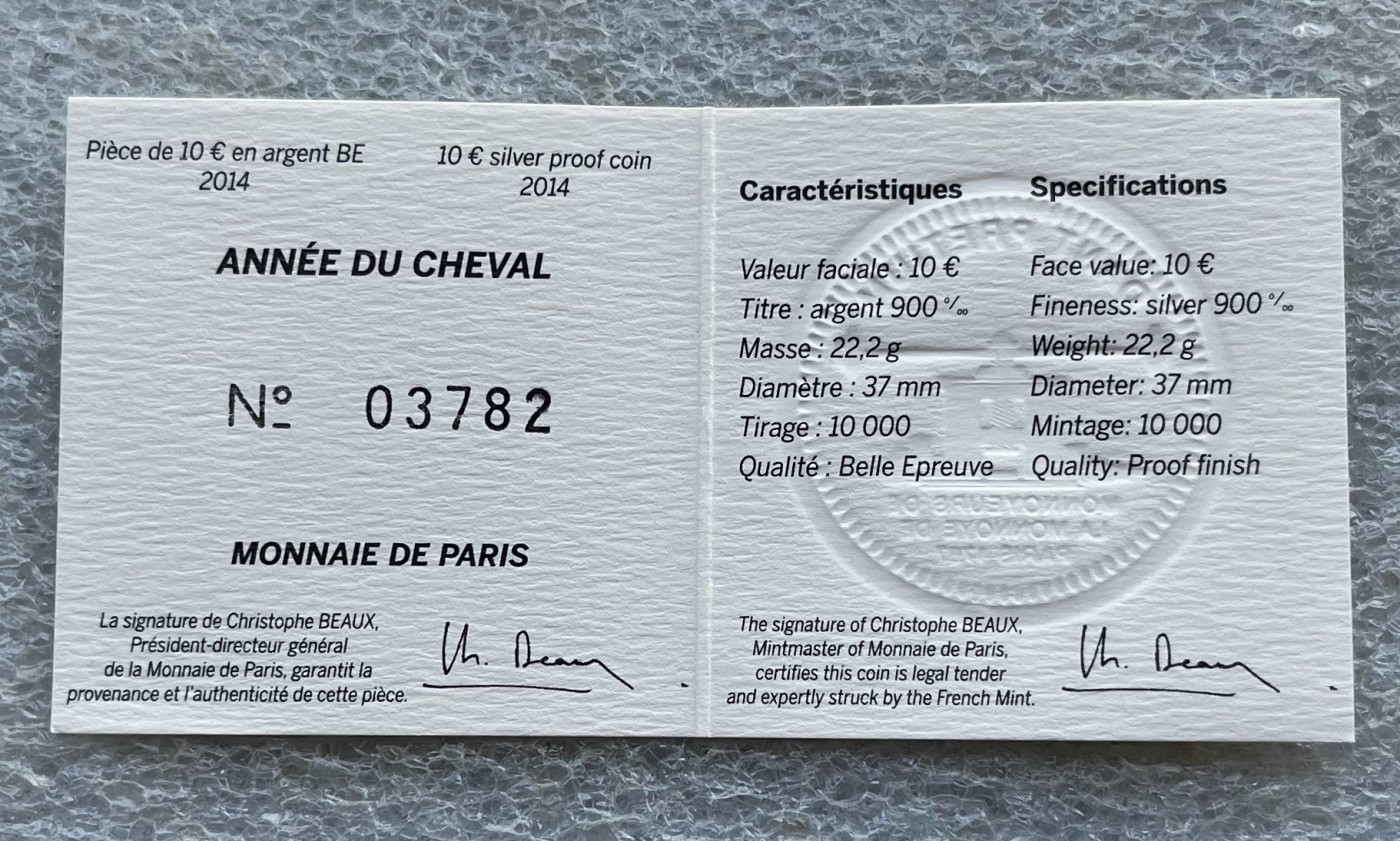 Pièce de 10 € en argent BE
2014
10 € silver proof coin
2014
ANNÉE DU CHEVAL
Nº 03782
MONNAIE DE PARIS
La signature de Christophe BEAUX,
Président-directeur général
de la Monnaie de Paris, garantit la
provenance et l'authenticité de cette pièce.
Ch. Beaux
Caractéristiques
Valeur faciale : 10 €
Titre : argent 900 ‰
Masse : 22,2 g
Diamètre : 37 mm
Tirage : 10 000
Qualité : Belle Epreuve
Specifications
Face value: 10 €
Fineness: silver 900 ‰
Weight: 22,2 g
Diameter: 37 mm
Mintage: 10 000
Quality: Proof finish
The signature of Christophe BEAUX,
Mintmaster of Monnaie de Paris,
certifies this coin is legal tender
and expertly struck by the French Mint.
Ch. Beaux